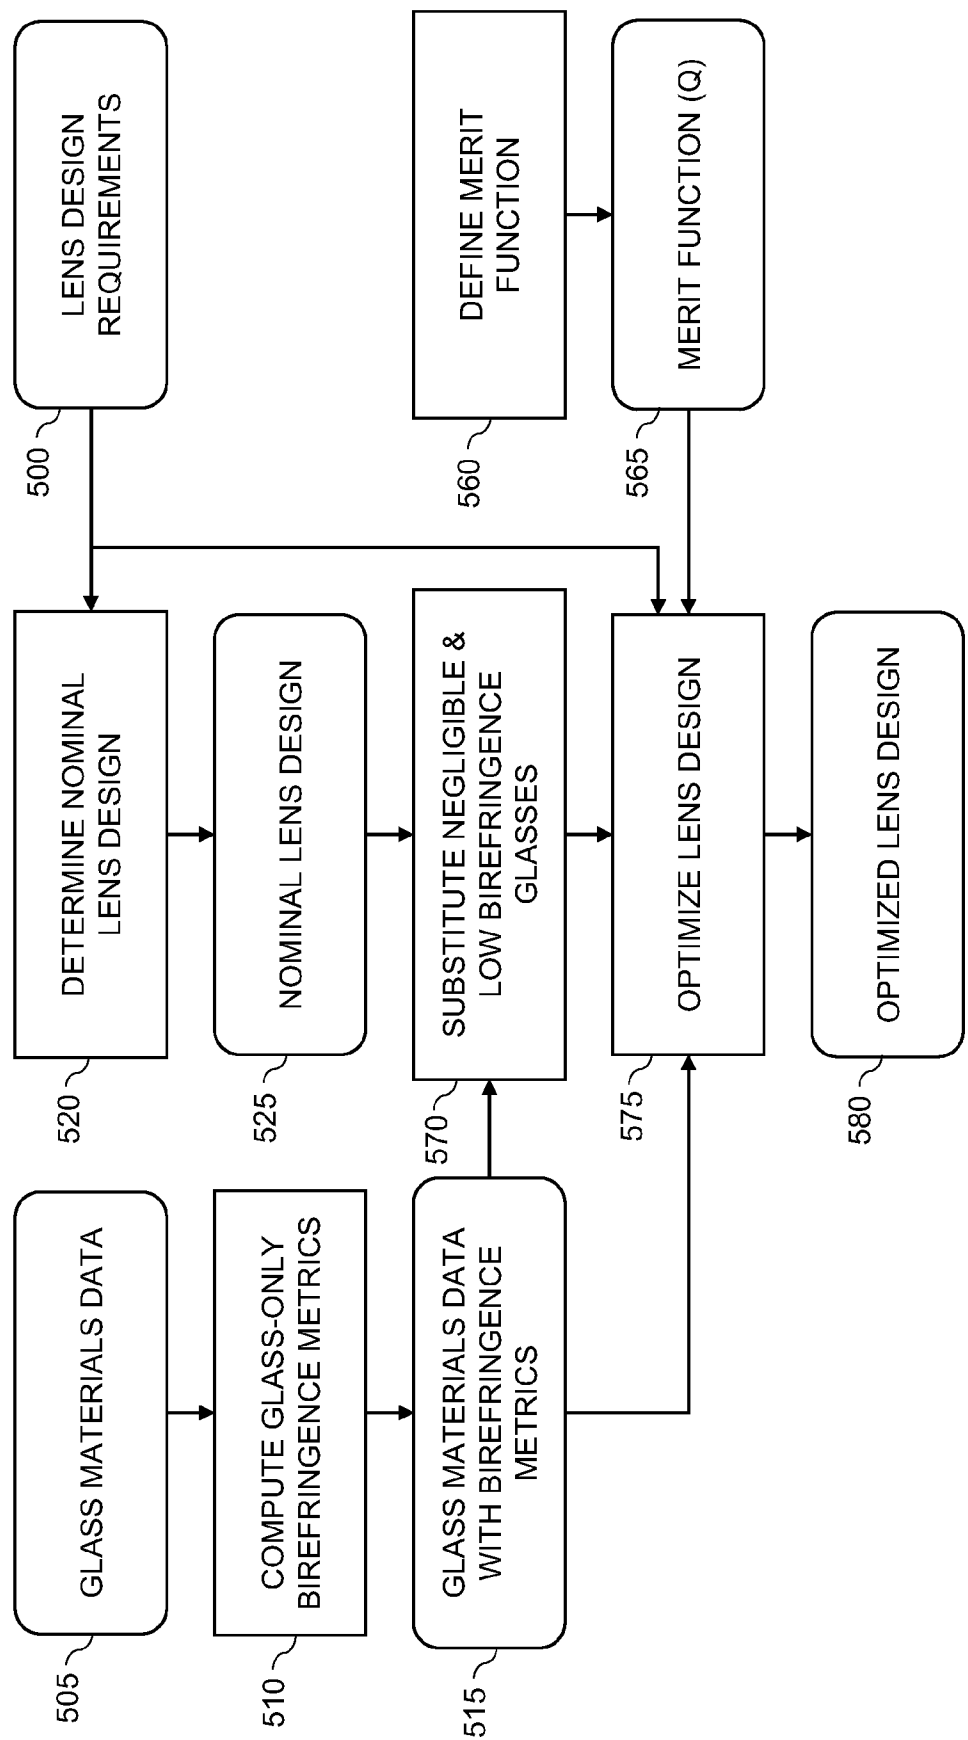 GLASS MATERIALS DATA
505
COMPUTE GLASS-ONLY
BIREFRINGENCE METRICS
510
GLASS MATERIALS DATA
WITH BIREFRINGENCE
METRICS
515
DETERMINE NOMINAL
LENS DESIGN
520
NOMINAL LENS DESIGN
525
SUBSTITUTE NEGLIGIBLE &
LOW BIREFRINGENCE
GLASSES
570
OPTIMIZE LENS DESIGN
575
OPTIMIZED LENS DESIGN
580
LENS DESIGN
REQUIREMENTS
500
DEFINE MERIT
FUNCTION
560
MERIT FUNCTION (Q)
565